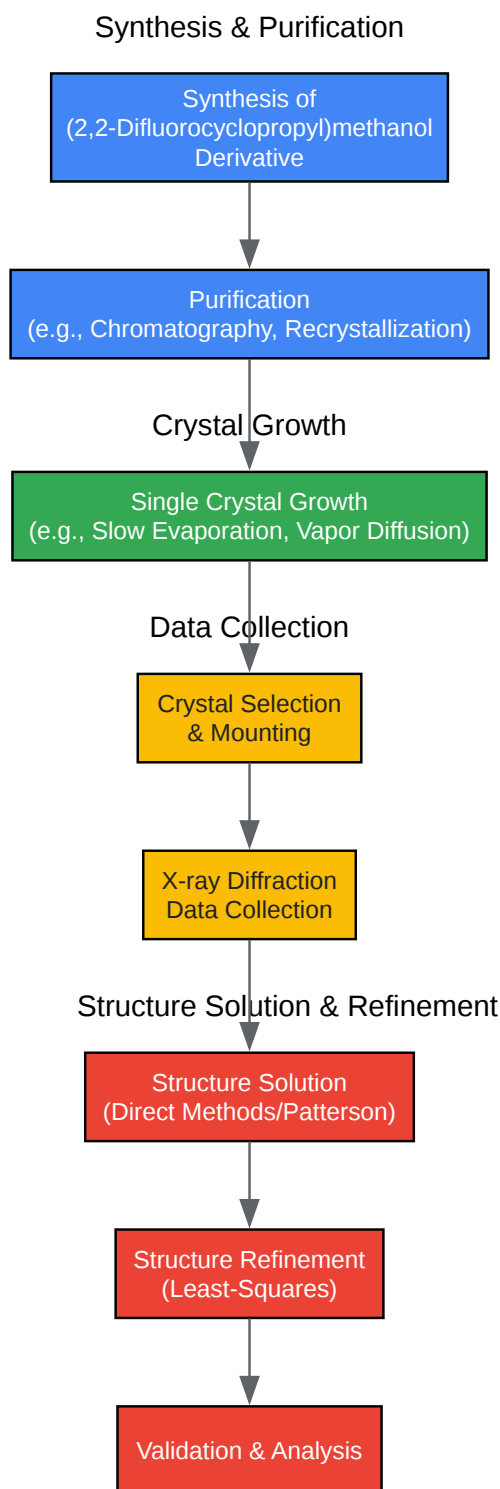 Synthesis & Purification
Synthesis of
(2,2-Difluorocyclopropyl)methanol
Derivative
Purification
(e.g., Chromatography, Recrystallization)
Crystal Growth
Single Crystal Growth
(e.g., Slow Evaporation, Vapor Diffusion)
Data Collection
Crystal Selection
& Mounting
X-ray Diffraction
Data Collection
Structure Solution & Refinement
Structure Solution
(Direct Methods/Patterson)
Structure Refinement
(Least-Squares)
Validation & Analysis